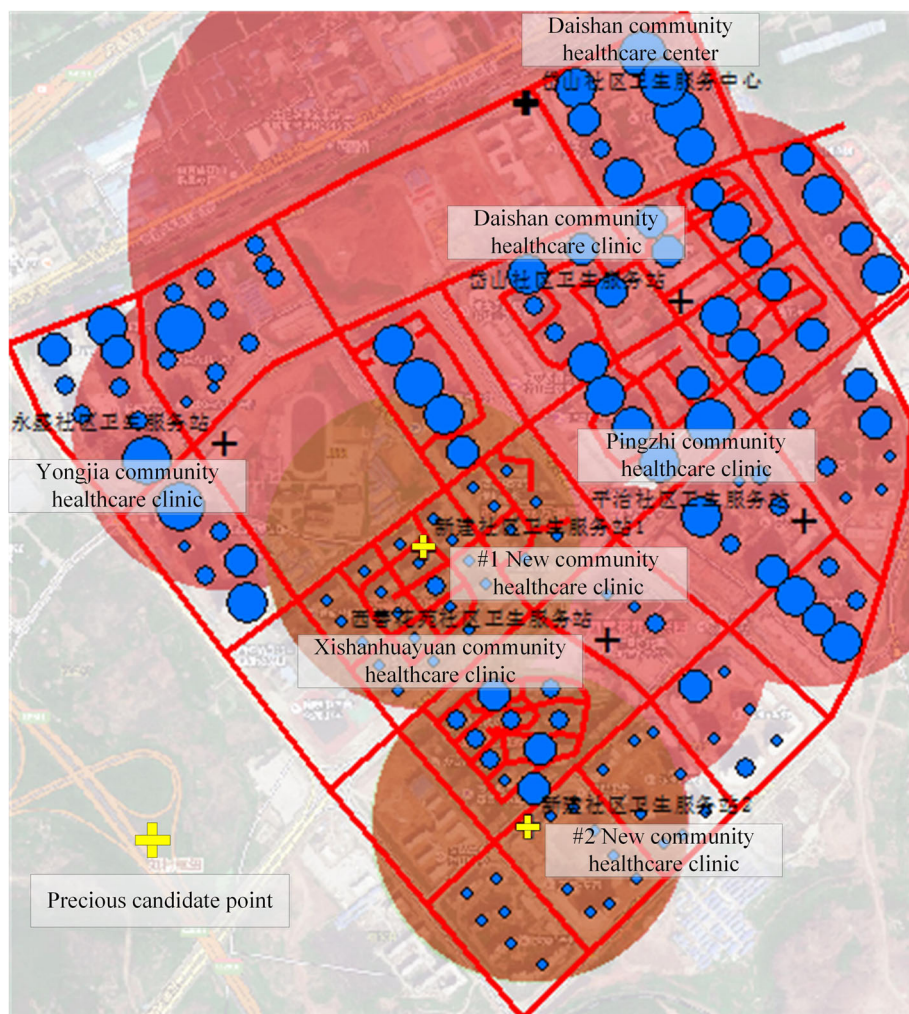 Daishan community
healthcare center
岱山社区卫生服务中心
Daishan community
healthcare clinic
岱山社区卫生服务站
永嘉社区卫生服务站
Yongjia community
healthcare clinic
Pingzhi community
healthcare clinic
平治社区卫生服务站
新建社区卫生服务站1
#1 New community
healthcare clinic
西善花苑社区卫生服务站
Xishanhuayuan community
healthcare clinic
新建社区卫生服务站2
#2 New community
healthcare clinic
Precious candidate point